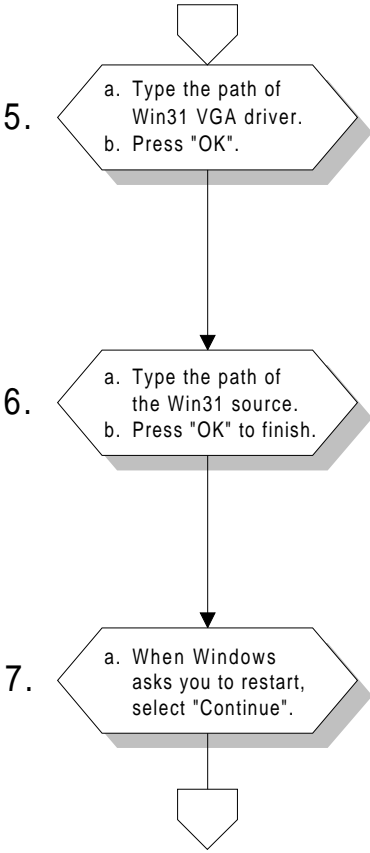 5.
a. Type the path of
Win31 VGA driver.
b. Press "OK".
6.
a. Type the path of
the Win31 source.
b. Press "OK" to finish.
7.
a. When Windows
asks you to restart,
select "Continue".